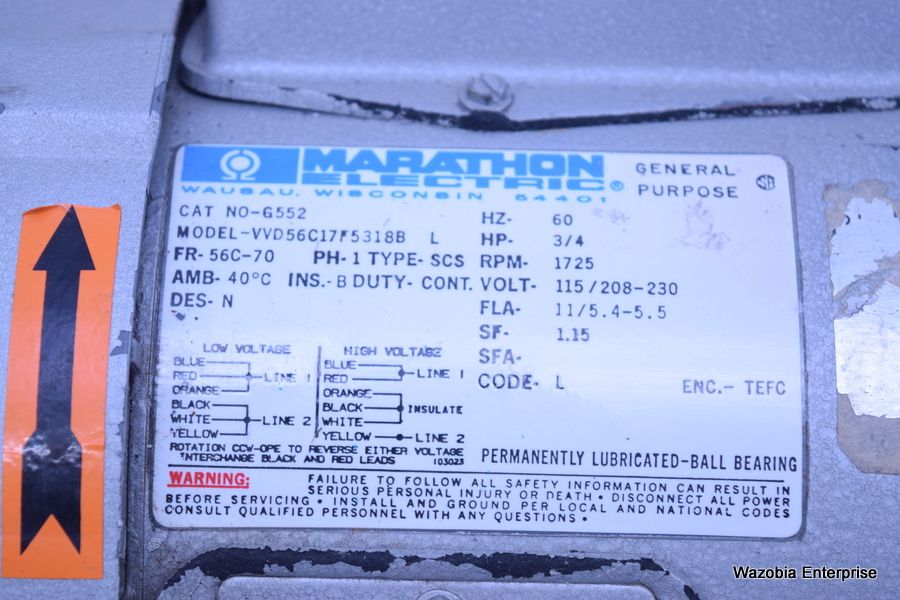 MARATHON
ELECTRIC®
WAUSAU, WISCONSIN 54401
GENERAL
PURPOSE
SA
CAT NO-G552
MODEL-VVD56C17F5318B L
FR-56C-70 PH-1 TYPE-SCS
AMB-40°C INS.-B DUTY-CONT.
DES-N
HZ- 60
HP- 3/4
RPM- 1725
VOLT- 115/208-230
FLA- 11/5.4-5.5
SF- 1.15
SFA-
CODE- L ENC.-TEFC
LOW VOLTAGE
BLUE
RED LINE 1
ORANGE
BLACK
WHITE LINE 2
YELLOW
HIGH VOLTAGE
BLUE
RED LINE 1
ORANGE
BLACK INSULATE
WHITE
YELLOW LINE 2
ROTATION CCW-OPE TO REVERSE EITHER VOLTAGE
INTERCHANGE BLACK AND RED LEADS 103023
PERMANENTLY LUBRICATED-BALL BEARING
WARNING: FAILURE TO FOLLOW ALL SAFETY INFORMATION CAN RESULT IN
SERIOUS PERSONAL INJURY OR DEATH • DISCONNECT ALL POWER
BEFORE SERVICING • INSTALL AND GROUND PER LOCAL AND NATIONAL CODES
CONSULT QUALIFIED PERSONNEL WITH ANY QUESTIONS •
Wazobia Enterprise